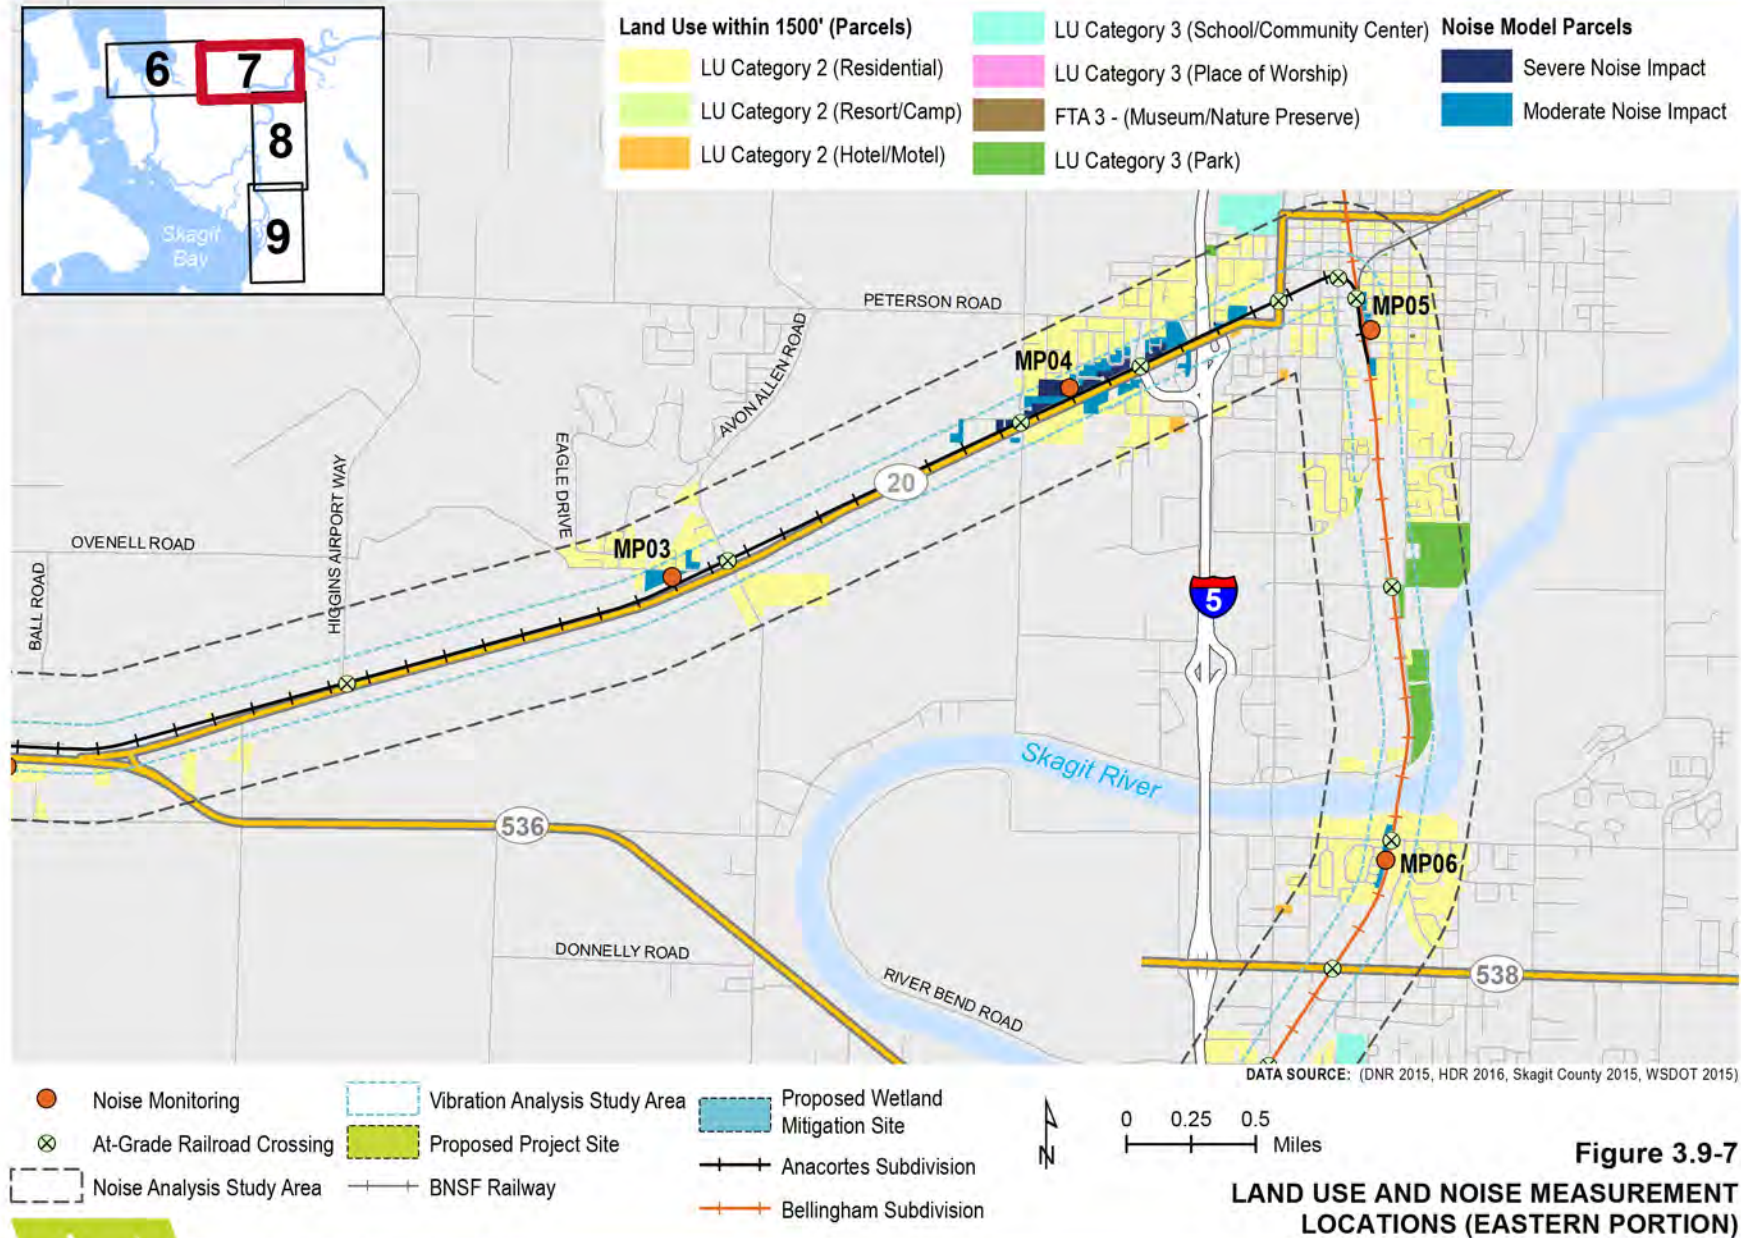 6
7
8
9
Skagit
Bay
Land Use within 1500' (Parcels)
LU Category 2 (Residential)
LU Category 2 (Resort/Camp)
LU Category 2 (Hotel/Motel)
LU Category 3 (School/Community Center)
LU Category 3 (Place of Worship)
FTA 3 - (Museum/Nature Preserve)
LU Category 3 (Park)
Noise Model Parcels
Severe Noise Impact
Moderate Noise Impact
PETERSON ROAD
AVON ALLEN ROAD
MP05
MP04
EAGLE DRIVE
HIGGINS AIRPORT WAY
20
OVENELL ROAD
BALL ROAD
MP03
5
Skagit River
536
MP06
DONNELLY ROAD
RIVER BEND ROAD
538
DATA SOURCE: (DNR 2015, HDR 2016, Skagit County 2015, WSDOT 2015)
Noise Monitoring
At-Grade Railroad Crossing
Noise Analysis Study Area
Vibration Analysis Study Area
Proposed Project Site
BNSF Railway
Proposed Wetland
Mitigation Site
Anacortes Subdivision
Bellingham Subdivision
N
0 0.25 0.5
Miles
Figure 3.9-7
LAND USE AND NOISE MEASUREMENT
LOCATIONS (EASTERN PORTION)